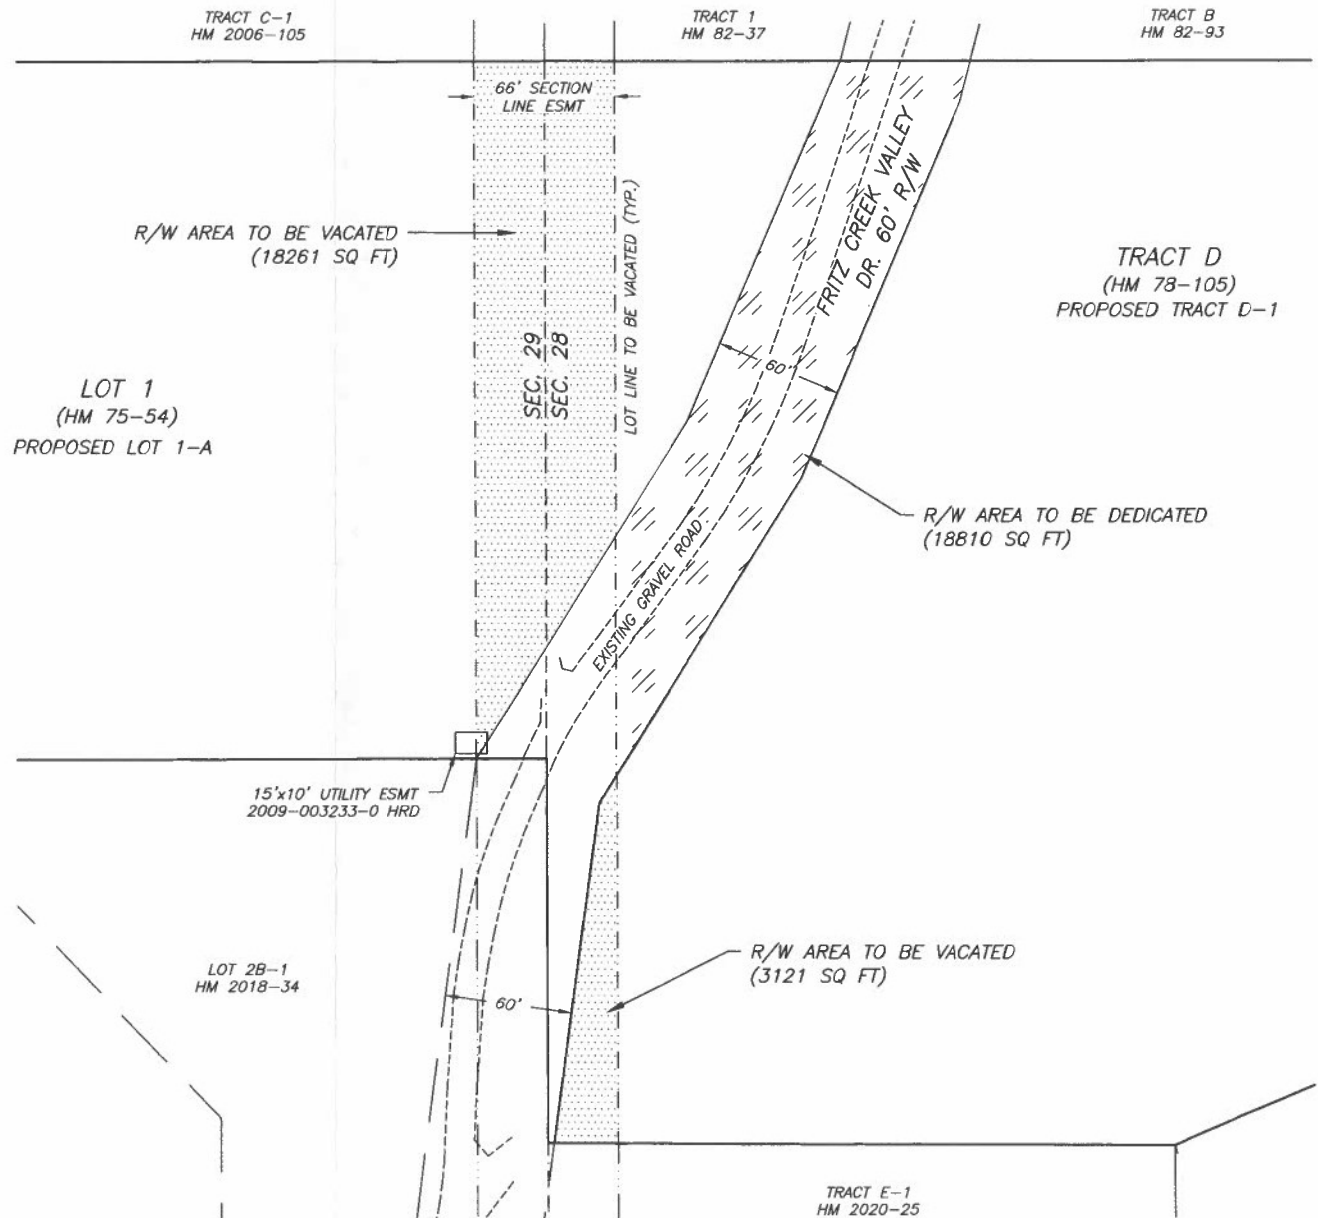 TRACT C-1
HM 2006-105
TRACT 1
HM 82-37
TRACT B
HM 82-93
66' SECTION
LINE ESMT
FRITZ CREEK VALLEY
DR. 60' R/W
R/W AREA TO BE VACATED
(18261 SQ FT)
LOT LINE TO BE VACATED (TYP.)
TRACT D
(HM 78-105)
PROPOSED TRACT D-1
SEC. 29
SEC. 28
60'
LOT 1
(HM 75-54)
PROPOSED LOT 1-A
R/W AREA TO BE DEDICATED
(18810 SQ FT)
EXISTING GRAVEL ROAD
15'x10' UTILITY ESMT
2009-003233-0 HRD
R/W AREA TO BE VACATED
(3121 SQ FT)
LOT 2B-1
HM 2018-34
60'
TRACT E-1
HM 2020-25